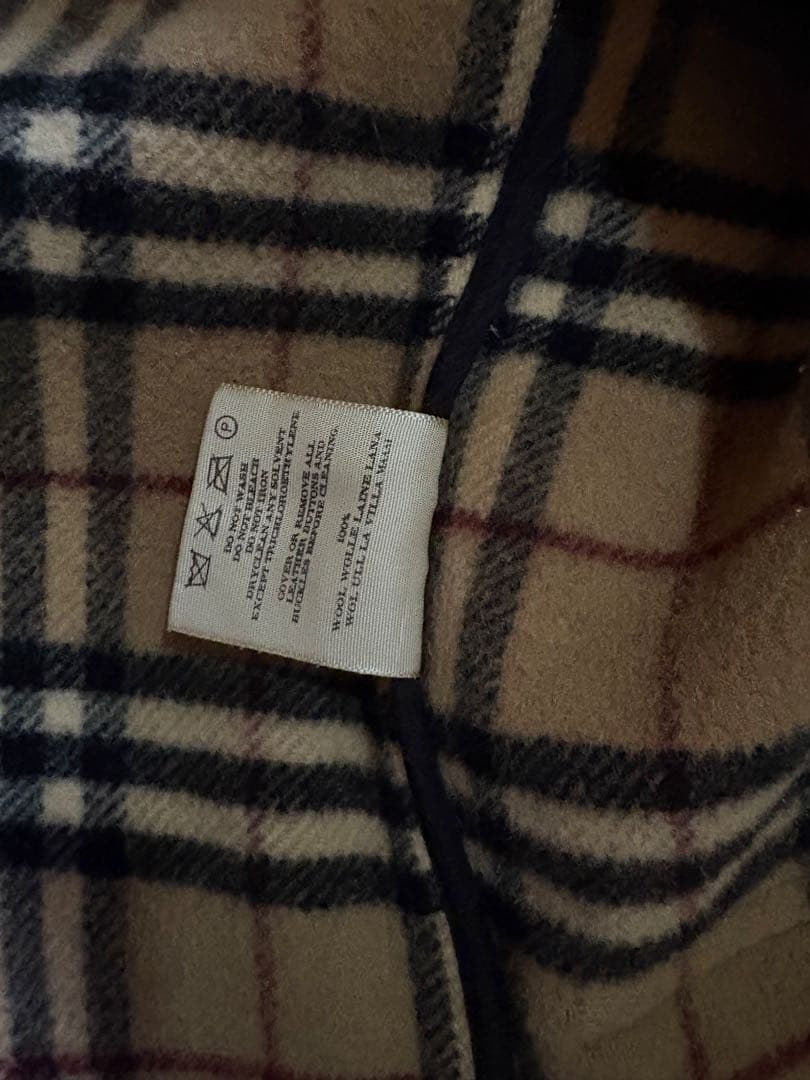 P
DO NOT WASH
DO NOT BLEACH
DO NOT IRON
DRYCLEAN ANY SOLVENT
EXCEPT TRICHLOROETHYLENE
COVER OR REMOVE ALL
LEATHER BUTTONS AND
BUCKLES BEFORE CLEANING.
100%
WOOL WOLLE LAINE LANA
WOL ULL LA VILLA ΜΑΛΛΙ